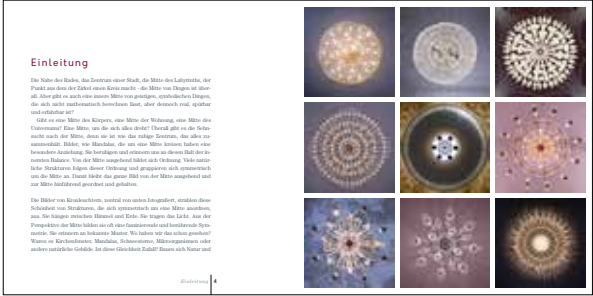 Einleitung
Die Nabe des Rades, das Zentrum einer Stadt, die Mitte des Labyrinths, der
Punkt aus dem der Zirkel einen Kreis macht - die Mitte von Dingen ist über-
all. Aber gibt es auch eine innere Mitte von geistigen, symbolischen Dingen,
die sich nicht mathematisch berechnen lässt, aber dennoch real, spürbar
und erfahrbar ist?
Gibt es eine Mitte des Körpers, eine Mitte der Wohnung, eine Mitte des
Universums? Eine Mitte, um die sich alles dreht? Überall gibt es die Sehn-
sucht nach der Mitte, denn sie ist wie das ruhige Zentrum, das alles zu-
sammenhält. Bilder, wie Mandalas, die um eine Mitte kreisen haben eine
besondere Anziehung. Sie beruhigen und erinnern uns an diesen Halt der in-
nersten Balance. Von der Mitte ausgehend bildet sich Ordnung. Viele natür-
liche Strukturen folgen dieser Ordnung und gruppieren sich symmetrisch
um die Mitte an. Damit bleibt das ganze Bild von der Mitte ausgehend und
zur Mitte hinführend geordnet und gehalten.
Die Bilder von Kronleuchtern, zentral von unten fotografiert, strahlen diese
Schönheit von Strukturen, die sich symmetrisch um eine Mitte anordnen,
aus. Sie hängen zwischen Himmel und Erde. Sie tragen das Licht. Aus der
Perspektive der Mitte bilden sie oft eine faszinierende und berührende Sym-
metrie. Sie erinnern an bekannte Muster. Wo haben wir das schon gesehen?
Waren es Kirchenfenster, Mandalas, Schneesterne, Mikroorganismen oder
andere natürliche Gebilde. Ist diese Gleichheit Zufall? Bauen sich Natur und
Einleitung 4